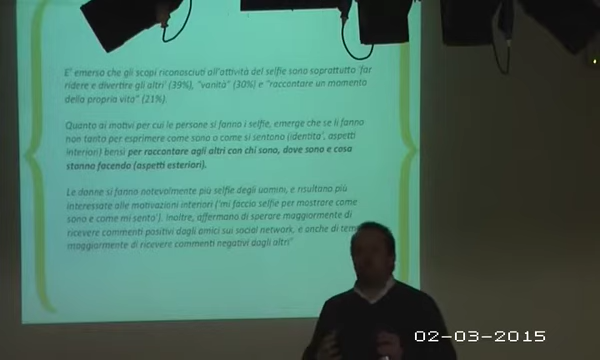 E' emerso che gli scopi riconosciuti all'attività del selfie sono soprattutto 'far
ridere e divertire gli altri' (39%), "vanità" (30%) e "raccontare un momento
della propria vita" (21%).
Quanto ai motivi per cui le persone si fanno i selfie, emerge che se li fanno
non tanto per esprimere come sono o come si sentono (identita', aspetti
interiori) bensì per raccontare agli altri con chi sono, dove sono e cosa
stanno facendo (aspetti esteriori).
Le donne si fanno notevolmente più selfie degli uomini, e risultano più
interessate alle motivazioni interiori ('mi faccio selfie per mostrare come
sono e come mi sento'). Inoltre, affermano di sperare maggiormente di
ricevere commenti positivi dagli amici sui social network, e anche di
maggiormente di ricevere commenti negativi dagli altri"
02-03-2015